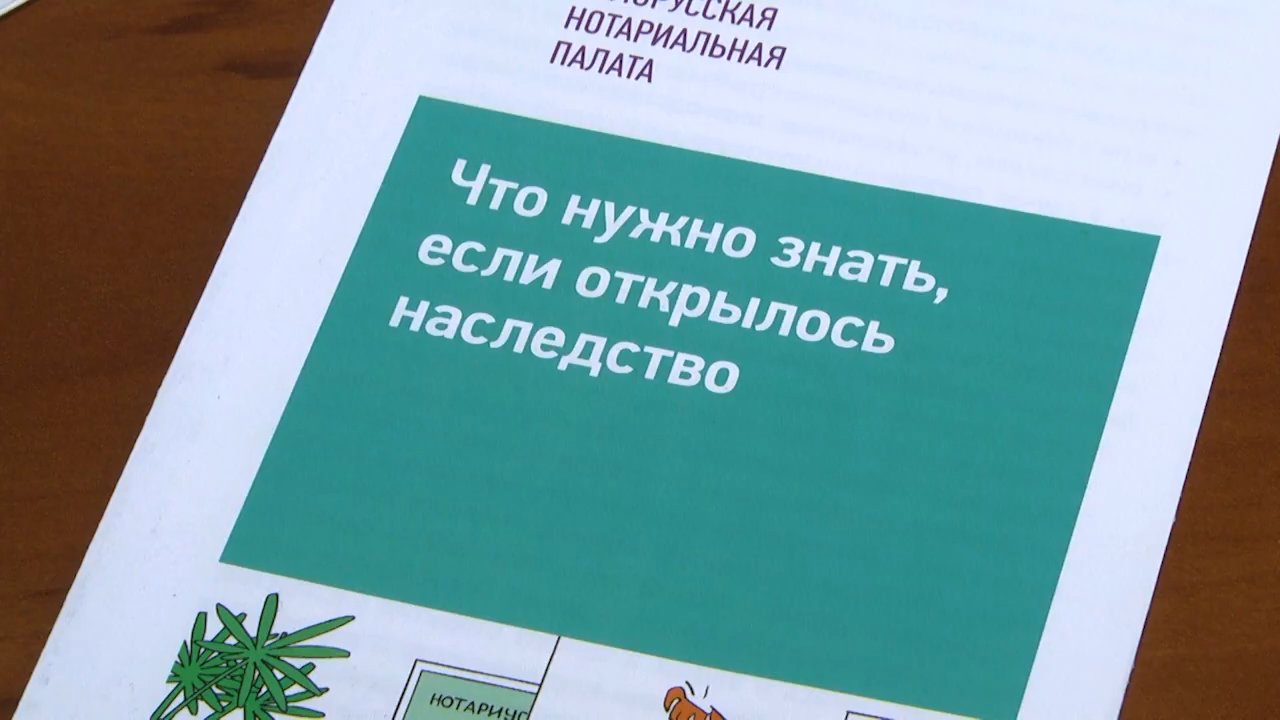 НОТАРИАЛЬНАЯ
ПАЛАТА
Что нужно знать,
если открылось
наследство